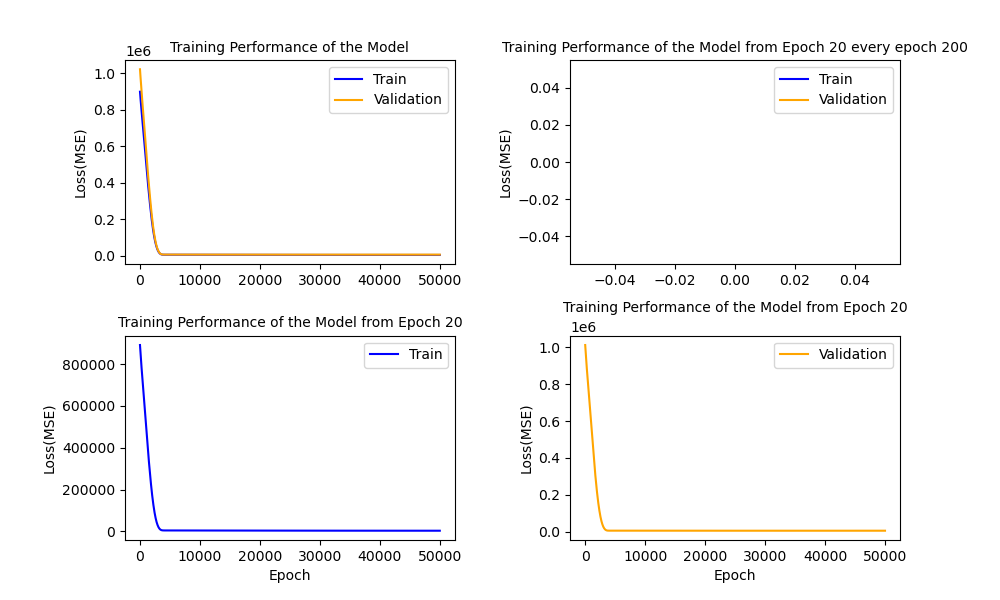 Training Performance of the Model
1e6
Loss(MSE)
1.0
0.8
0.6
0.4
0.2
0.0
0 10000 20000 30000 40000 50000
Train
Validation
Training Performance of the Model from Epoch 20 every epoch 200
Loss(MSE)
0.04
0.02
0.00
−0.02
−0.04
−0.04 −0.02 0.00 0.02 0.04
Train
Validation
Training Performance of the Model from Epoch 20
Loss(MSE)
800000
600000
400000
200000
0
0 10000 20000 30000 40000 50000
Epoch
Train
Training Performance of the Model from Epoch 20
1e6
Loss(MSE)
1.0
0.8
0.6
0.4
0.2
0.0
0 10000 20000 30000 40000 50000
Epoch
Validation